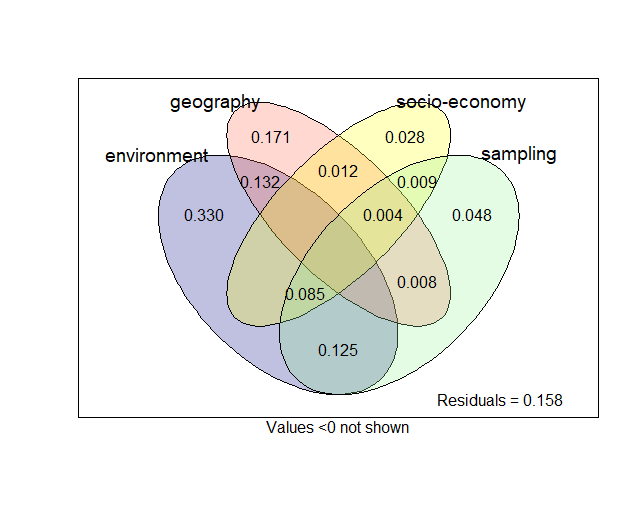 geography socio-economy
0.171 0.028
environment sampling
0.012
0.132 0.009
0.330 0.004 0.048
0.085 0.008
0.125
Residuals = 0.158
Values <0 not shown